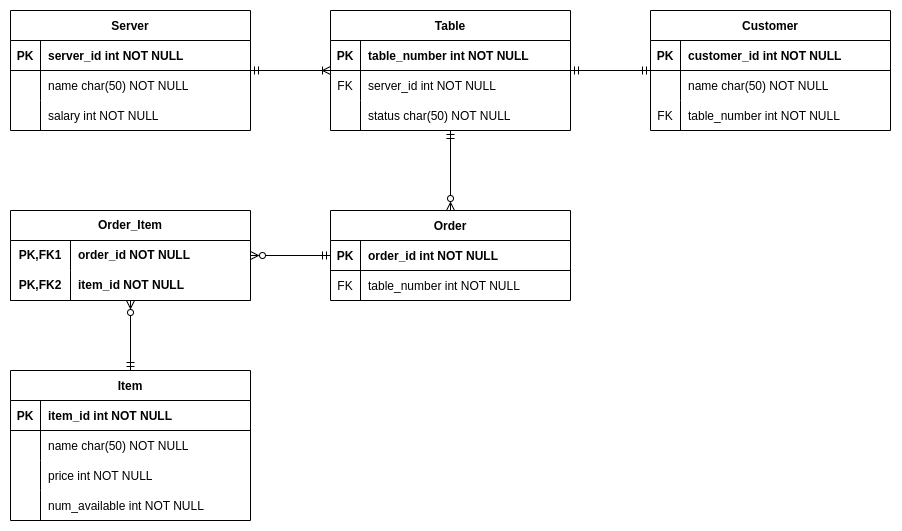 Server
PK server_id int NOT NULL
name char(50) NOT NULL
salary int NOT NULL
Table
PK table_number int NOT NULL
FK server_id int NOT NULL
status char(50) NOT NULL
Customer
PK customer_id int NOT NULL
name char(50) NOT NULL
FK table_number int NOT NULL
Order_Item
PK,FK1 order_id NOT NULL
PK,FK2 item_id NOT NULL
Order
PK order_id int NOT NULL
FK table_number int NOT NULL
Item
PK item_id int NOT NULL
name char(50) NOT NULL
price int NOT NULL
num_available int NOT NULL